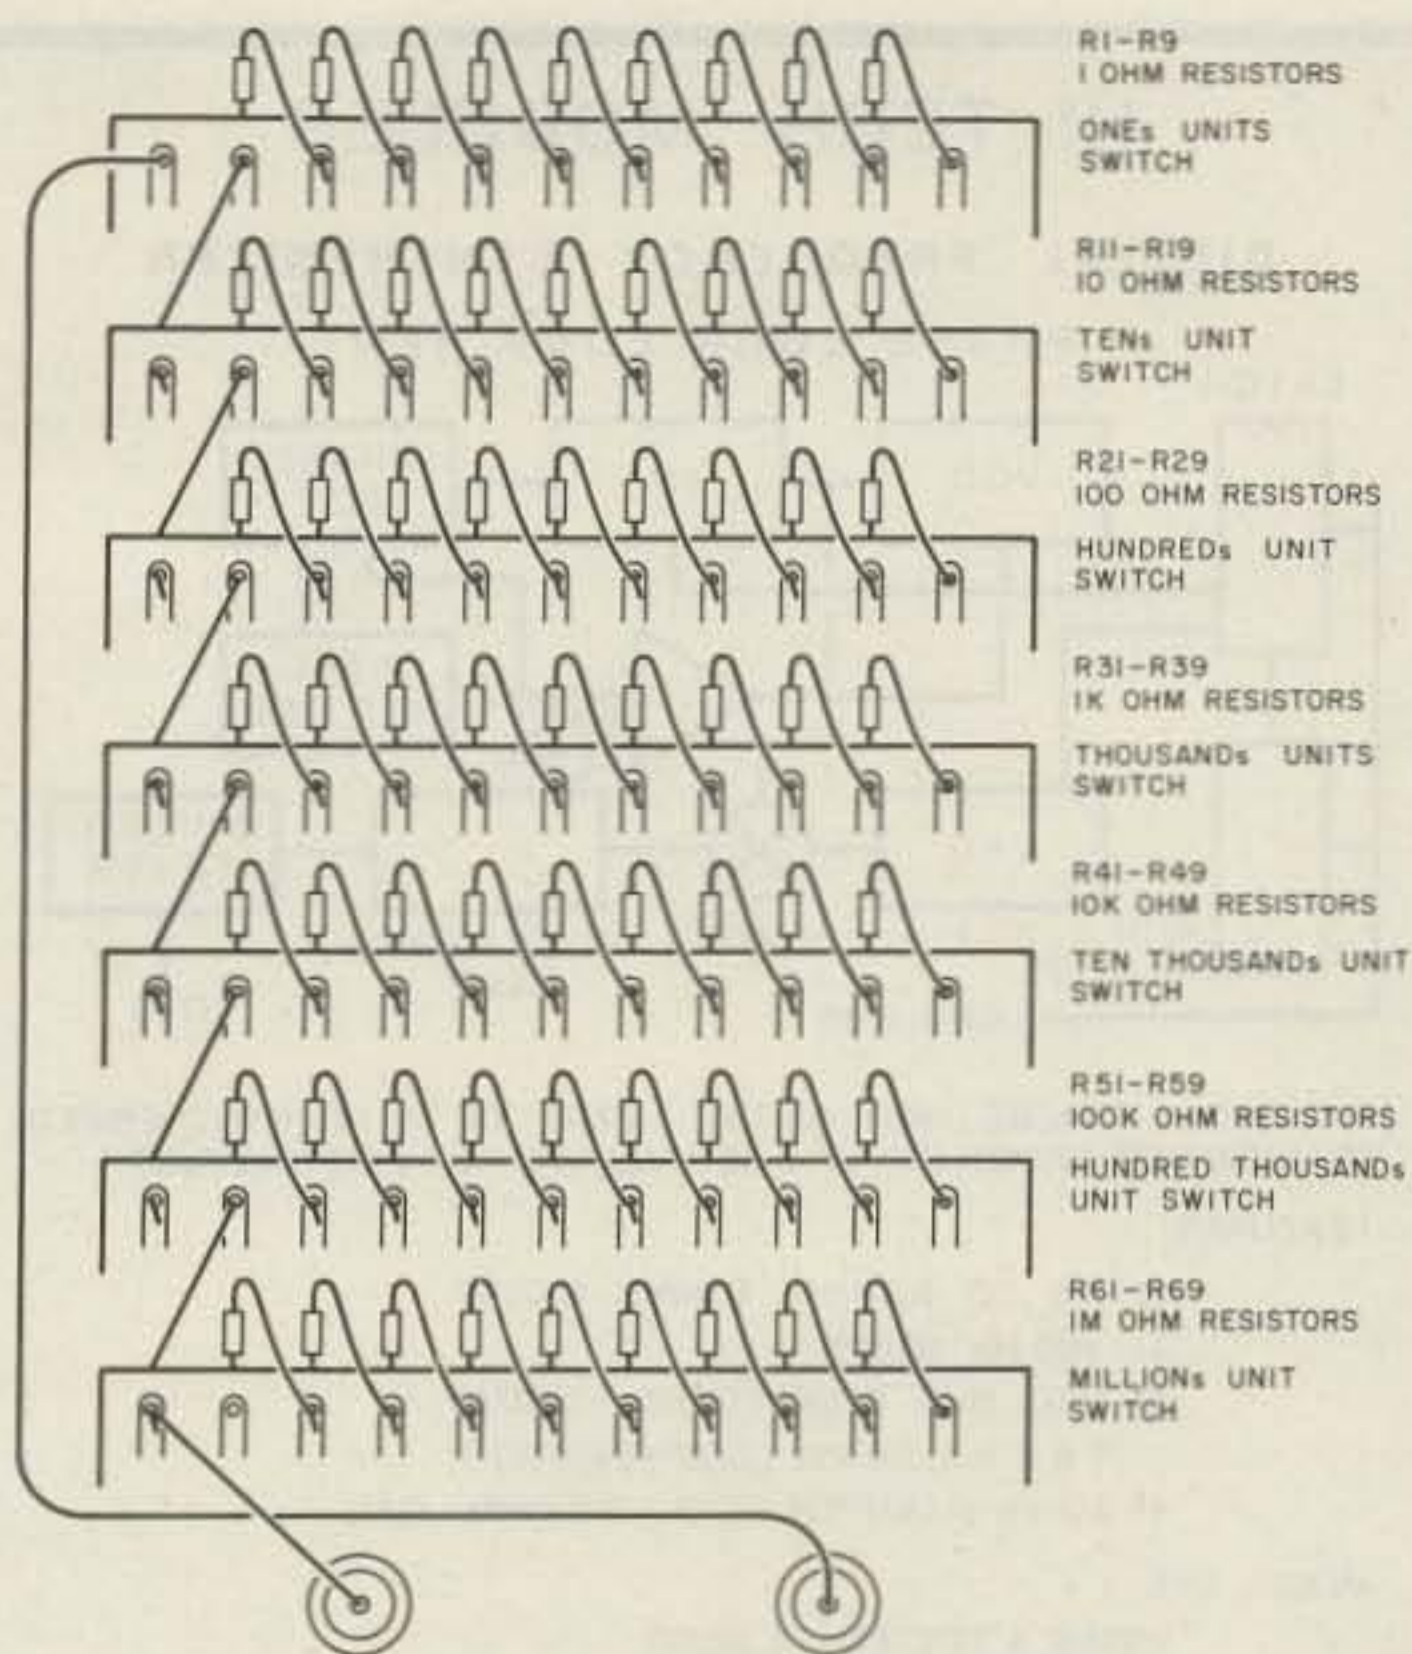 R1-R9
1 OHM RESISTORS
ONEs UNITS
SWITCH
R11-R19
10 OHM RESISTORS
TENs UNIT
SWITCH
R21-R29
100 OHM RESISTORS
HUNDREDs UNIT
SWITCH
R31-R39
1K OHM RESISTORS
THOUSANDs UNITS
SWITCH
R41-R49
10K OHM RESISTORS
TEN THOUSANDs UNIT
SWITCH
R51-R59
100K OHM RESISTORS
HUNDRED THOUSANDs
UNIT SWITCH
R61-R69
1M OHM RESISTORS
MILLIONs UNIT
SWITCH